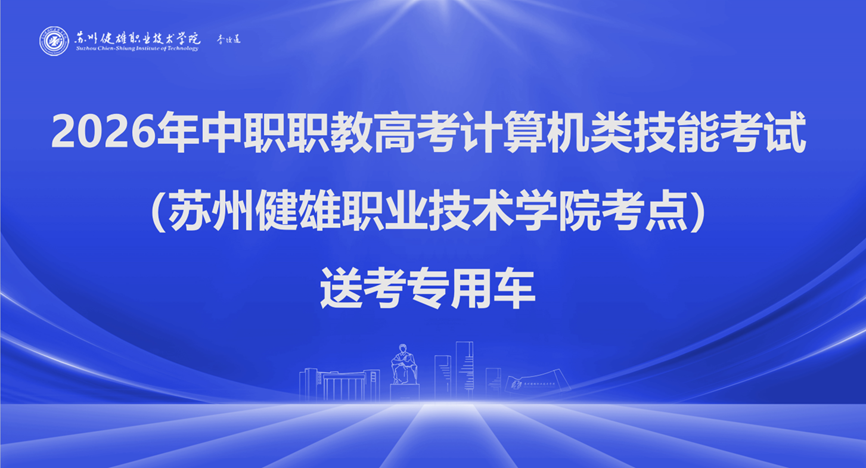 苏州健雄职业技术学院
Suzhou Chien-Shiung Institute of Technology
2026年中职职教高考计算机类技能考试
(苏州健雄职业技术学院考点)
送考专用车